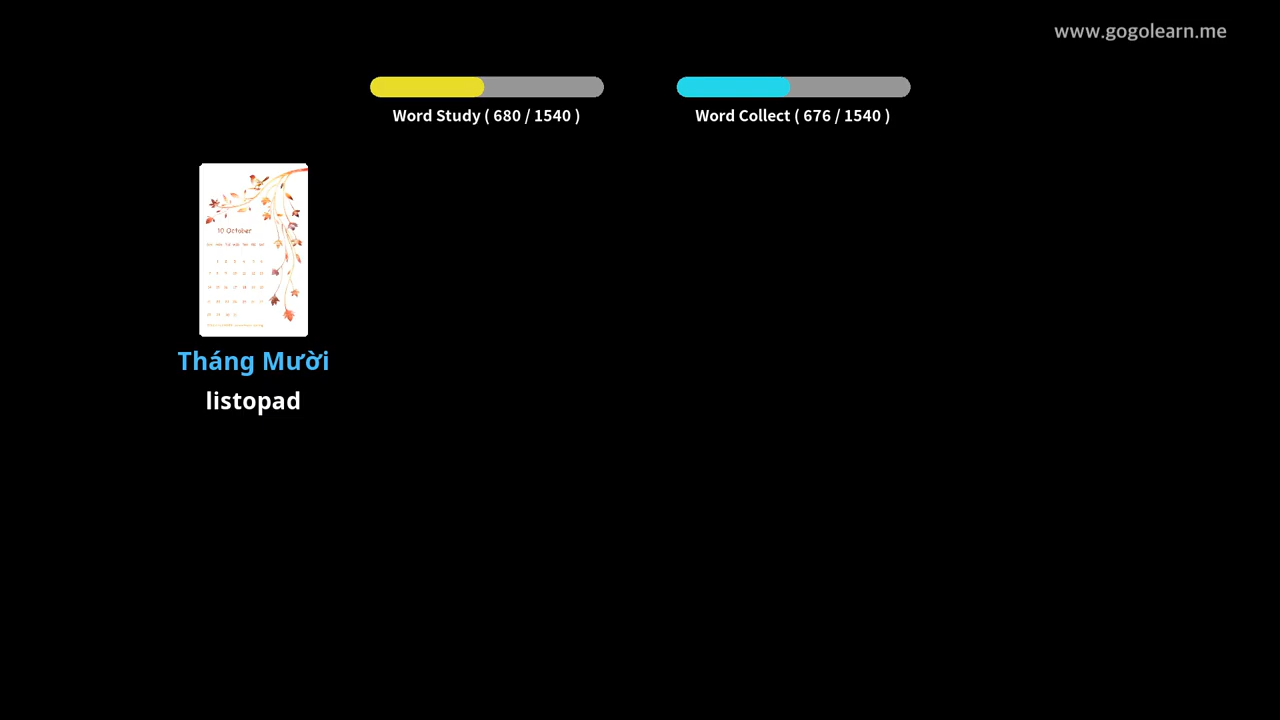 www.gogolearn.me
Word Study ( 680 / 1540 )
Word Collect ( 676 / 1540 )
10 October
Tháng Mười
listopad